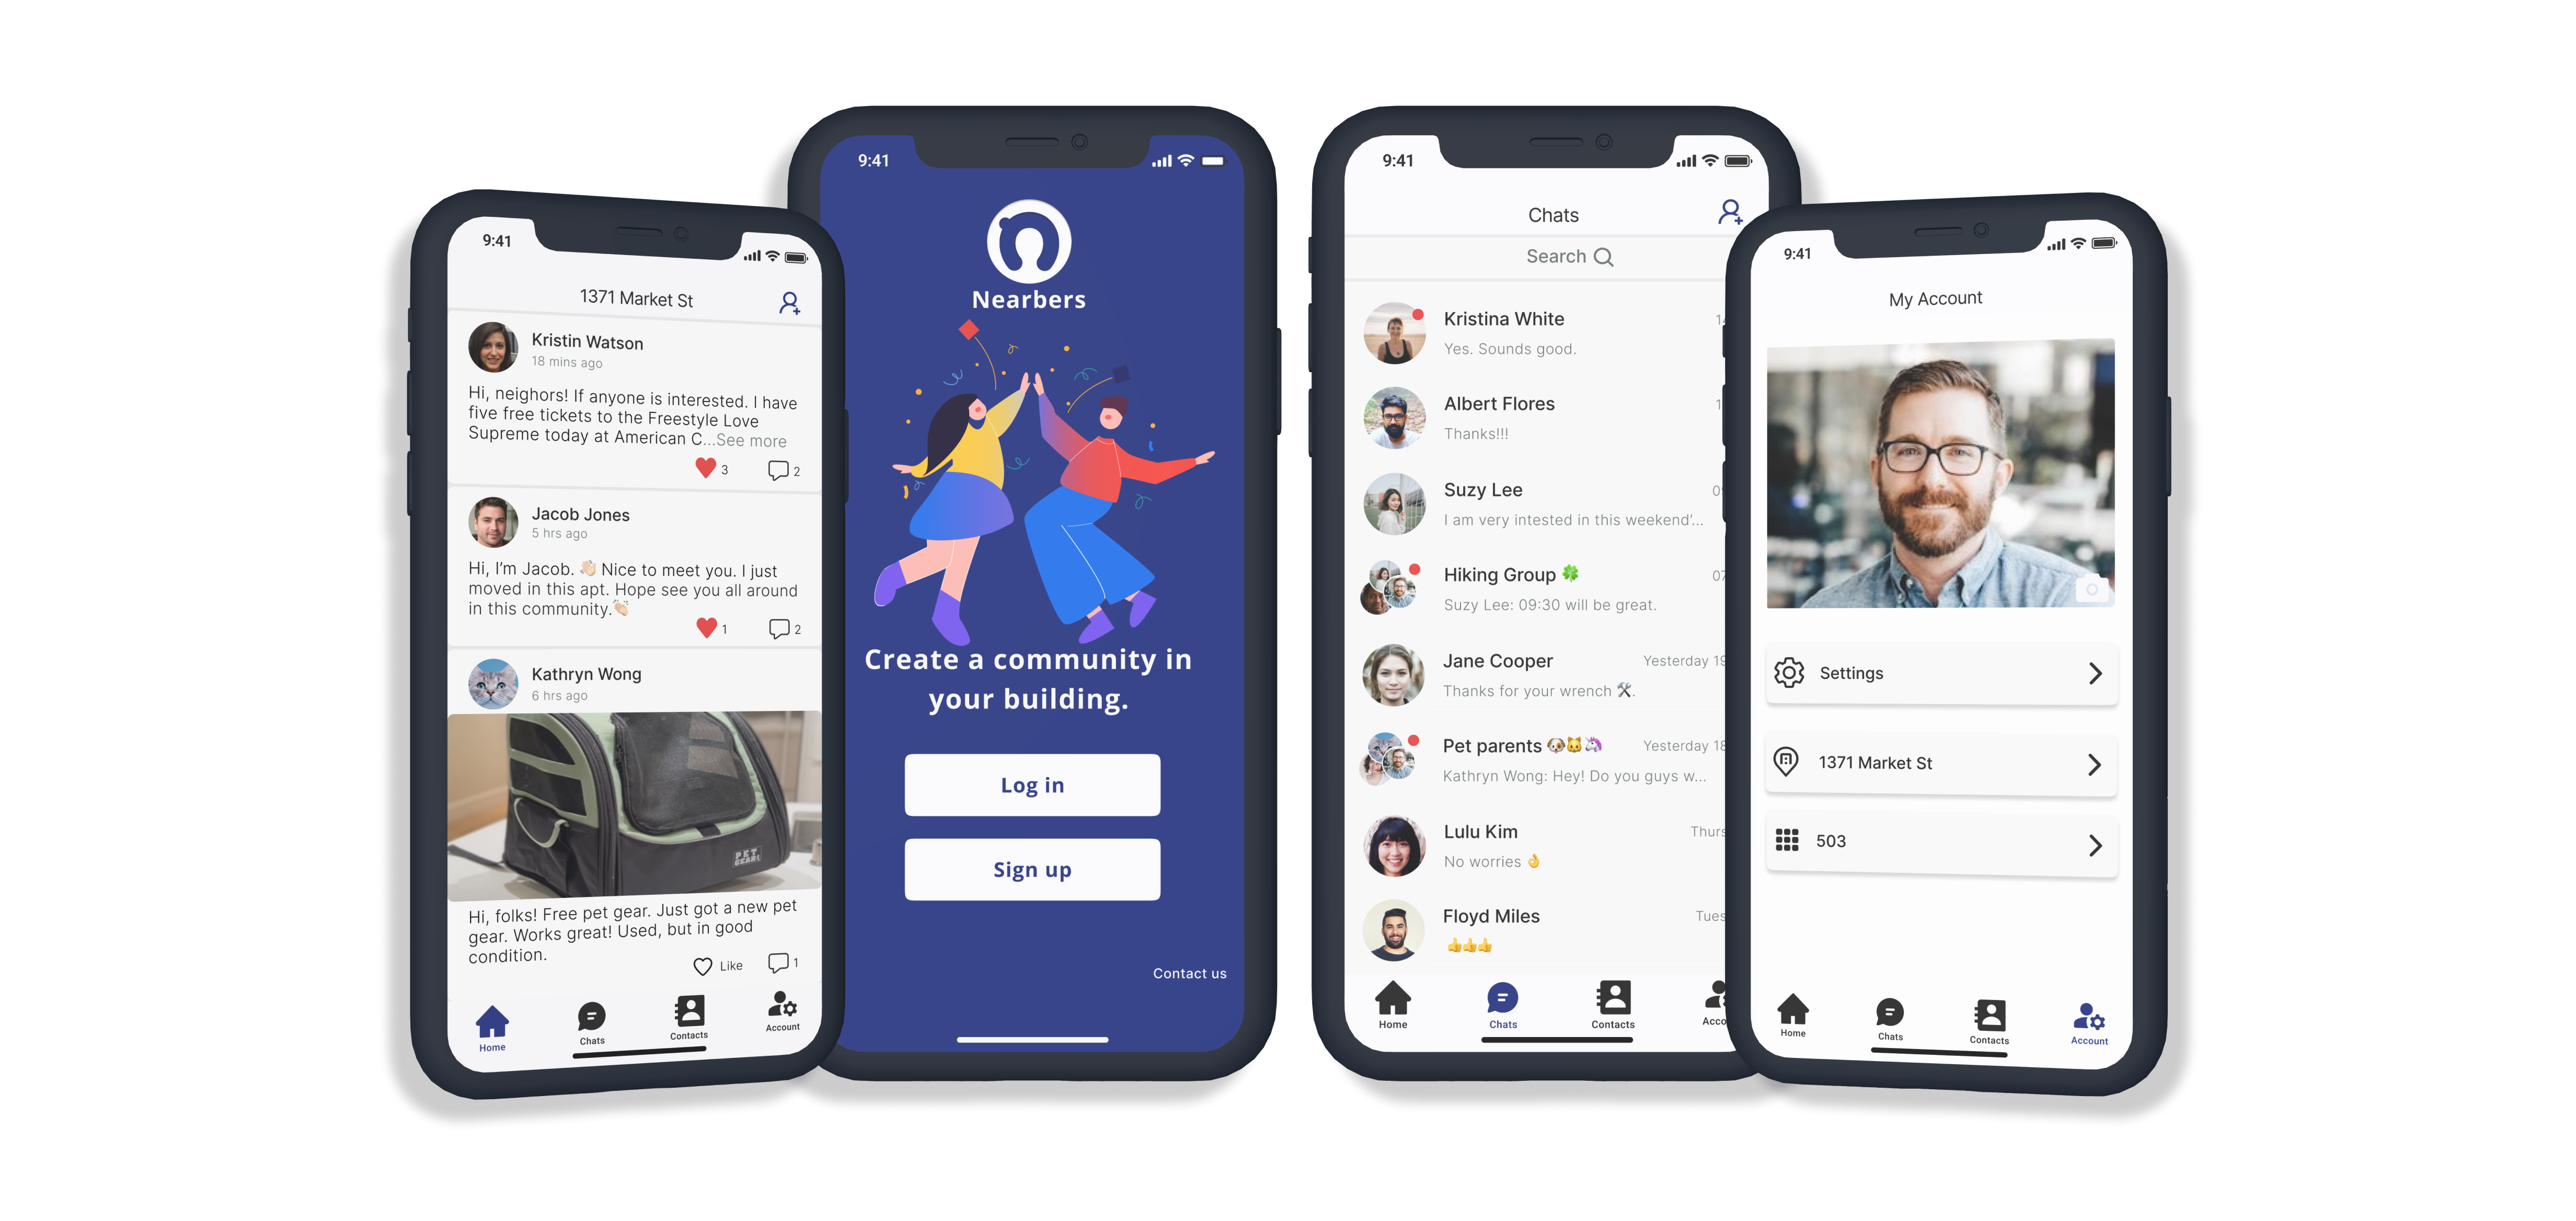 9:41
1371 Market St
Kristin Watson
18 mins ago
Hi, neighors! If anyone is interested. I have
five free tickets to the Freestyle Love
Supreme today at American C...See more
3
2
Jacob Jones
5 hrs ago
Hi, I'm Jacob. 👋🏻 Nice to meet you. I just
moved in this apt. Hope see you all around
in this community.👏🏻
1
2
Kathryn Wong
6 hrs ago
PET
GEAR
Hi, folks! Free pet gear. Just got a new pet
gear. Works great! Used, but in good
condition.
Like
1
Home
Chats
Contacts
Account
9:41
Nearbers
Create a community in
your building.
Log in
Sign up
Contact us
9:41
Chats
Search
Kristina White
Yes. Sounds good.
Albert Flores
Thanks!!!
Suzy Lee
I am very intested in this weekend'...
Hiking Group 🍀
07
Suzy Lee: 09:30 will be great.
Jane Cooper
Yesterday 19
Thanks for your wrench 🛠.
Pet parents 🐶🐱🦄
Yesterday 18
Kathryn Wong: Hey! Do you guys w...
Lulu Kim
Thurs
No worries 👌
Floyd Miles
Tues
👍👍👍
Home
Chats
Contacts
Acco
9:41
My Account
Settings
1371 Market St
503
Home
Chats
Contacts
Account